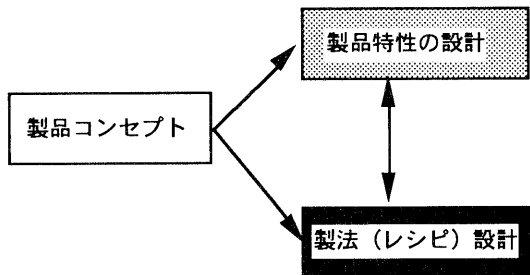 製品特性の設計
製品コンセプト
製法（レシピ）設計